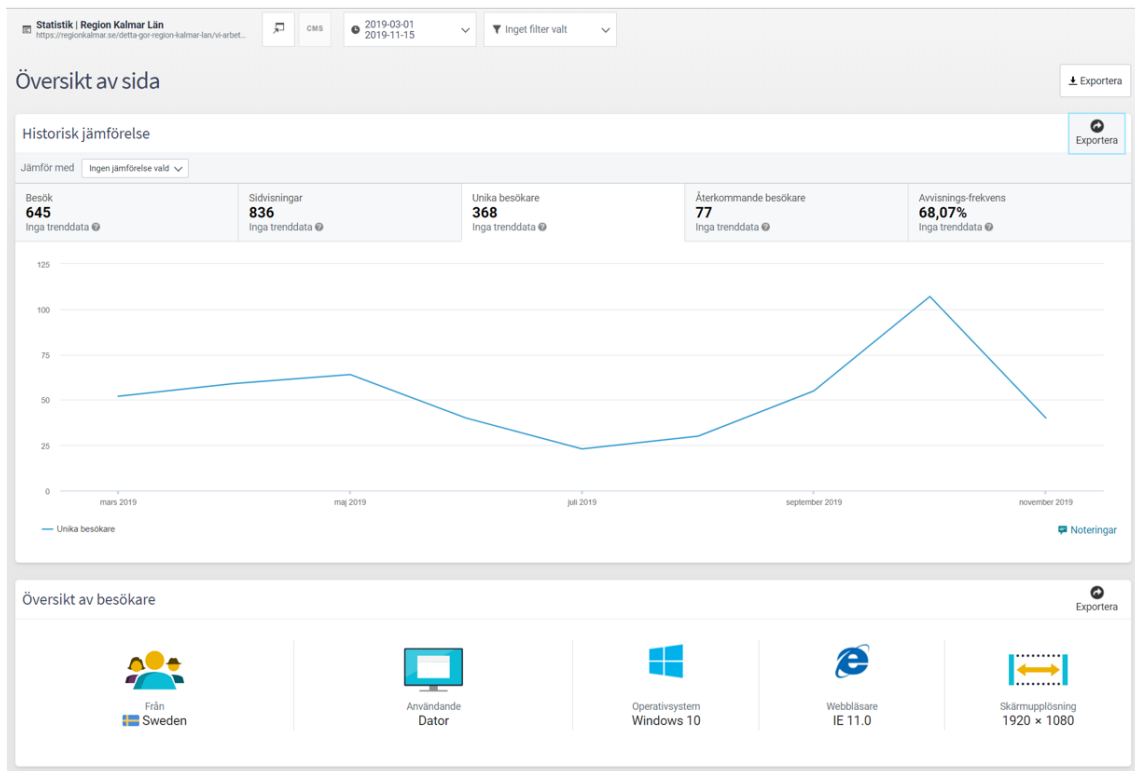 Statistik | Region Kalmar Län
https://regionkalmar.se/detta-gor-region-kalmar-lan/vi-arbet...
CMS
2019-03-01
2019-11-15
Inget filter valt
Översikt av sida
Exportera
Historisk jämförelse
Exportera
Jämför med Ingen jämförelse vald
Besök
645
Inga trenddata
Sidvisningar
836
Inga trenddata
Unika besökare
368
Inga trenddata
Återkommande besökare
77
Inga trenddata
Avvisnings-frekvens
68,07%
Inga trenddata
125
100
75
50
25
0
mars 2019
maj 2019
juli 2019
september 2019
november 2019
Unika besökare
Noteringar
Översikt av besökare
Exportera
Från
Sweden
Användande
Dator
Operativsystem
Windows 10
Webbläsare
IE 11.0
Skärmupplösning
1920 × 1080